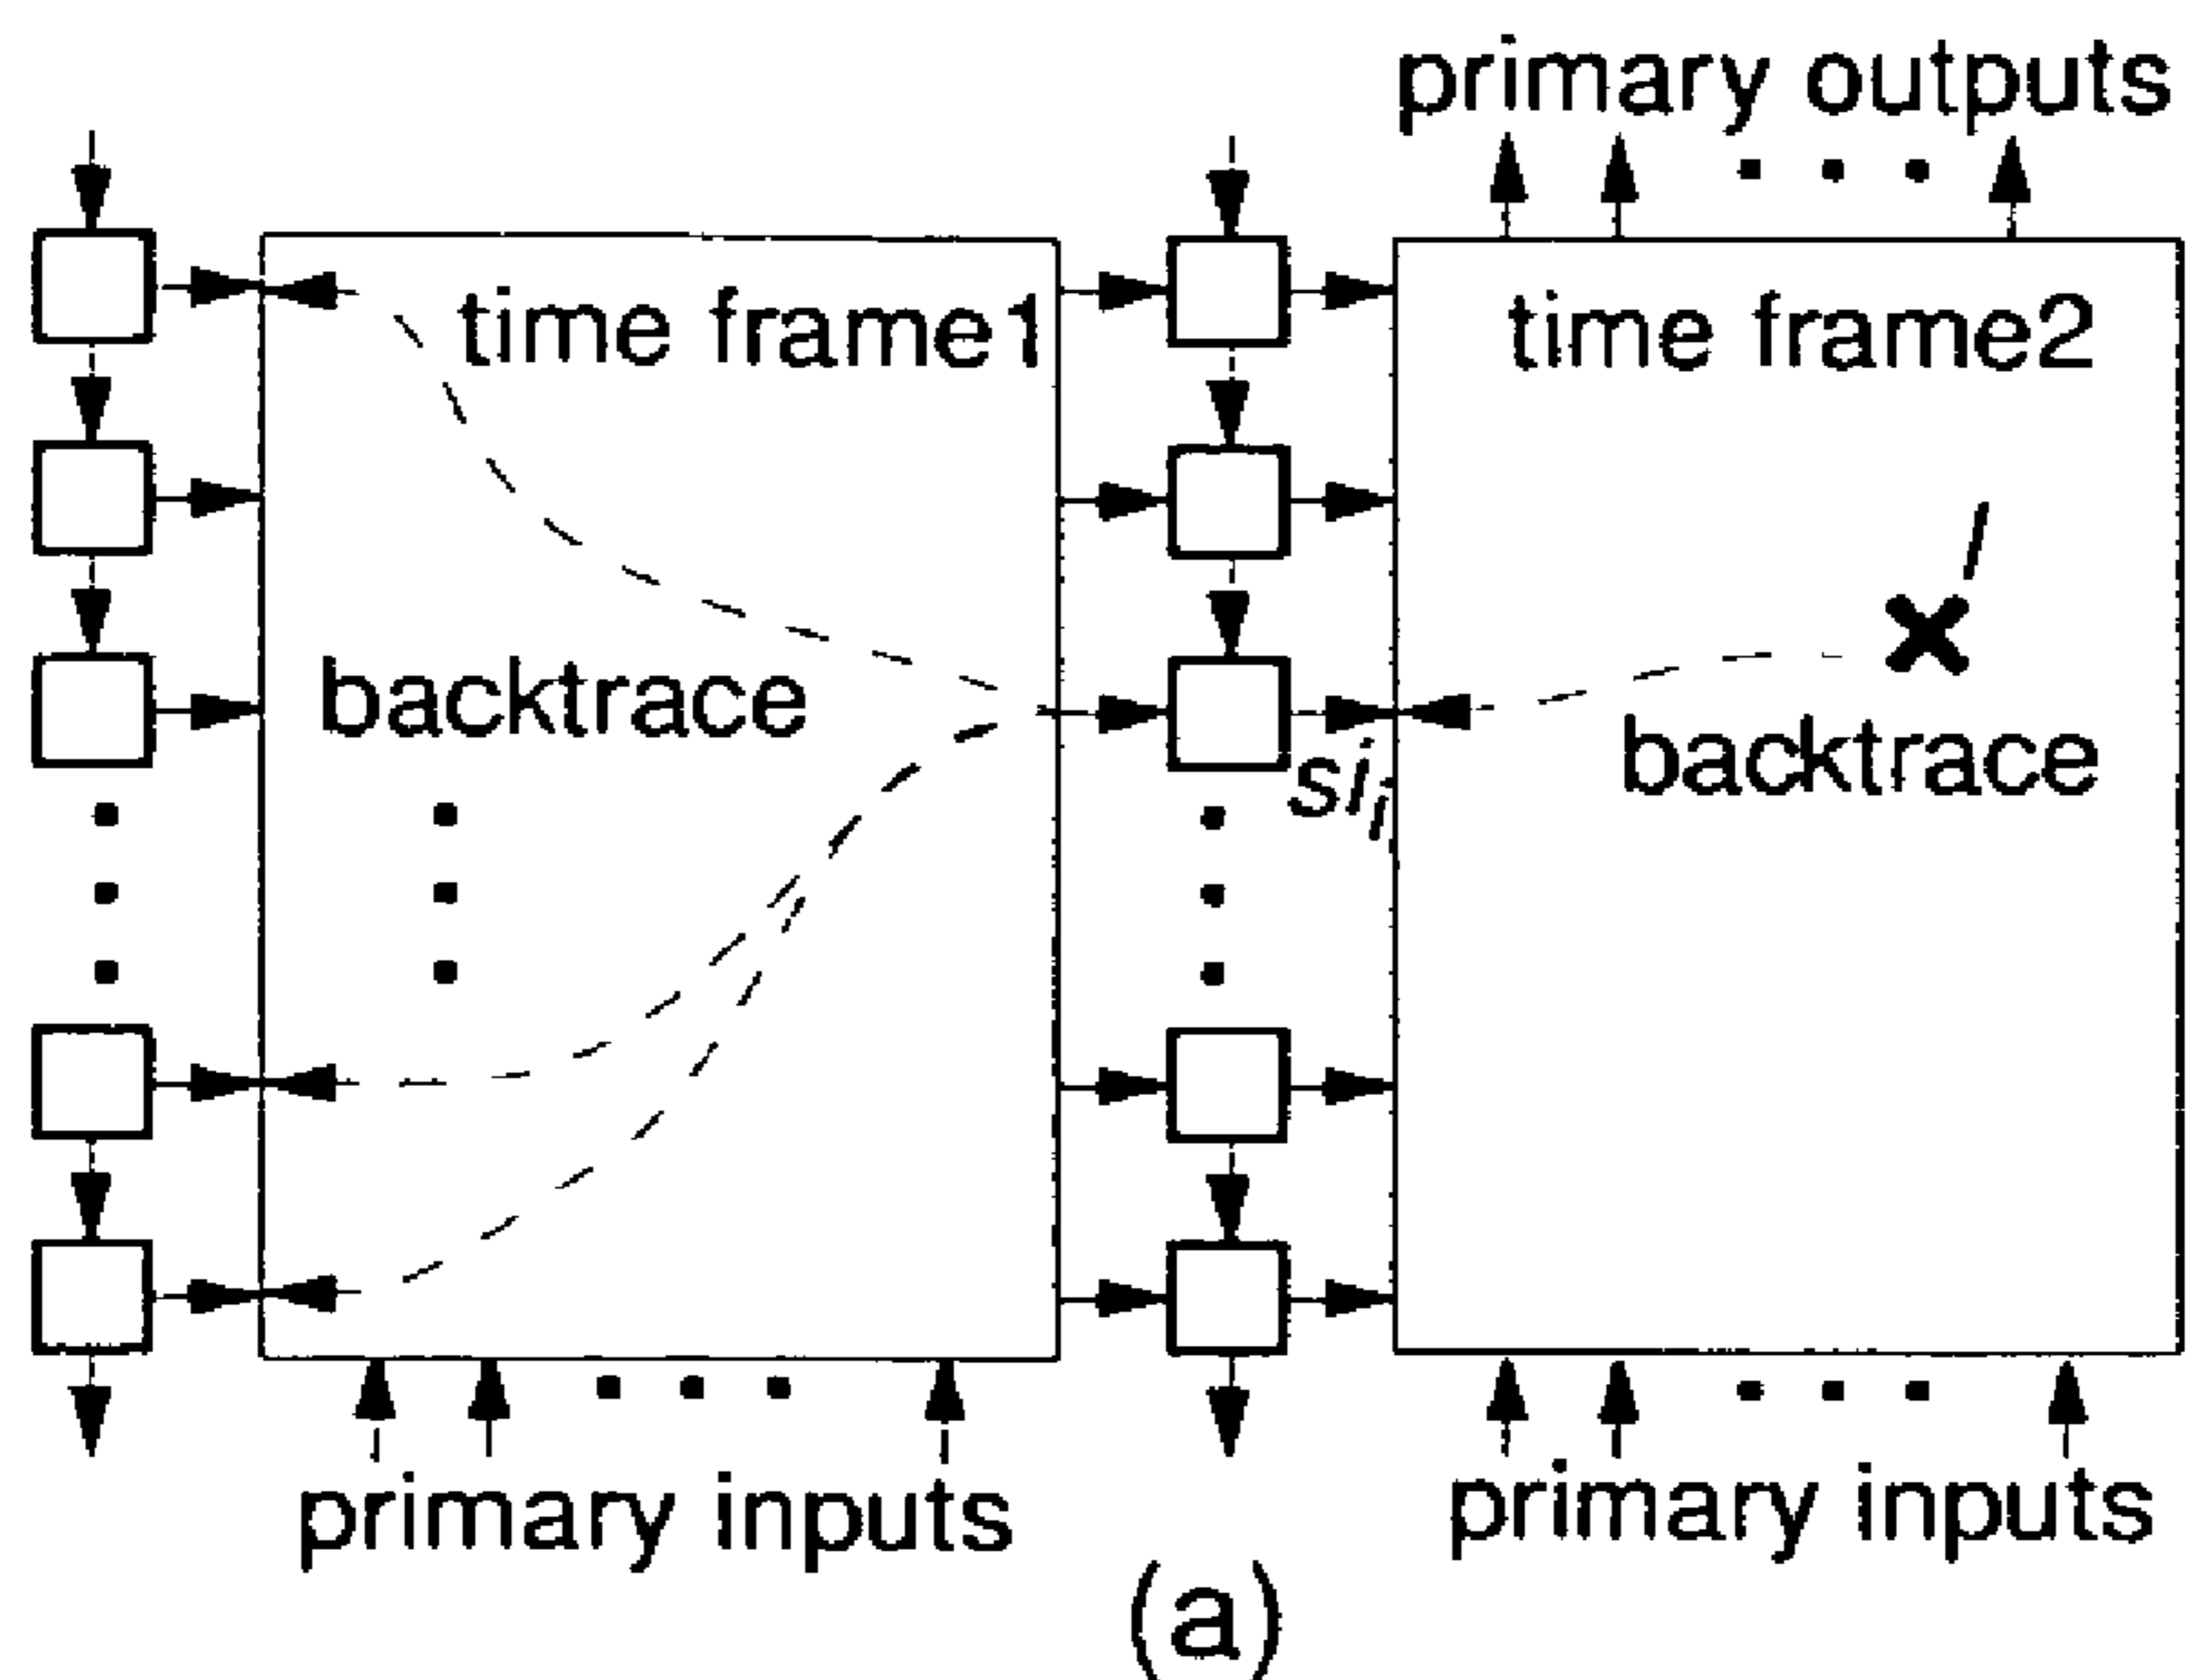 primary outputs
time frame1
time frame2
backtrace
backtrace
si
primary inputs
primary inputs
(a)